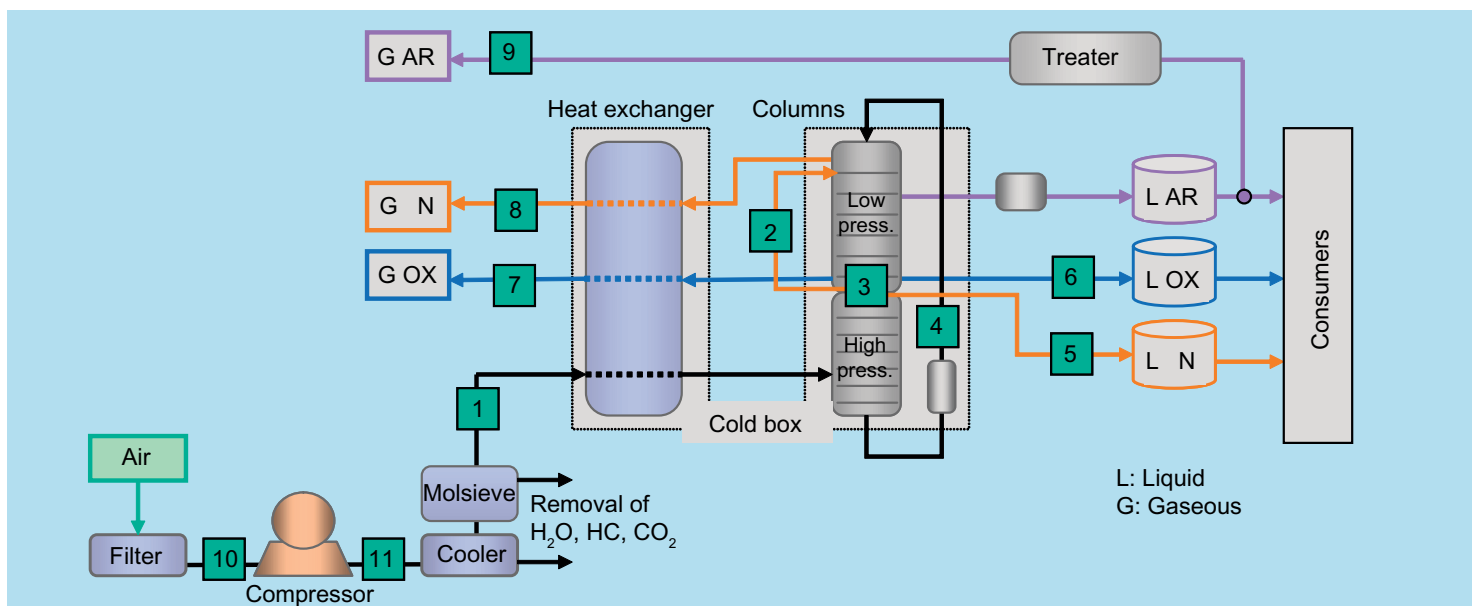 G AR
9
Treater
Heat exchanger
Columns
G N
8
2
Low
press.
L AR
G OX
7
3
6
L OX
4
High
press.
5
L N
Consumers
1
Cold box
Air
Molsieve
Removal of
H₂O, HC, CO₂
L: Liquid
G: Gaseous
Filter
10
11
Cooler
Compressor